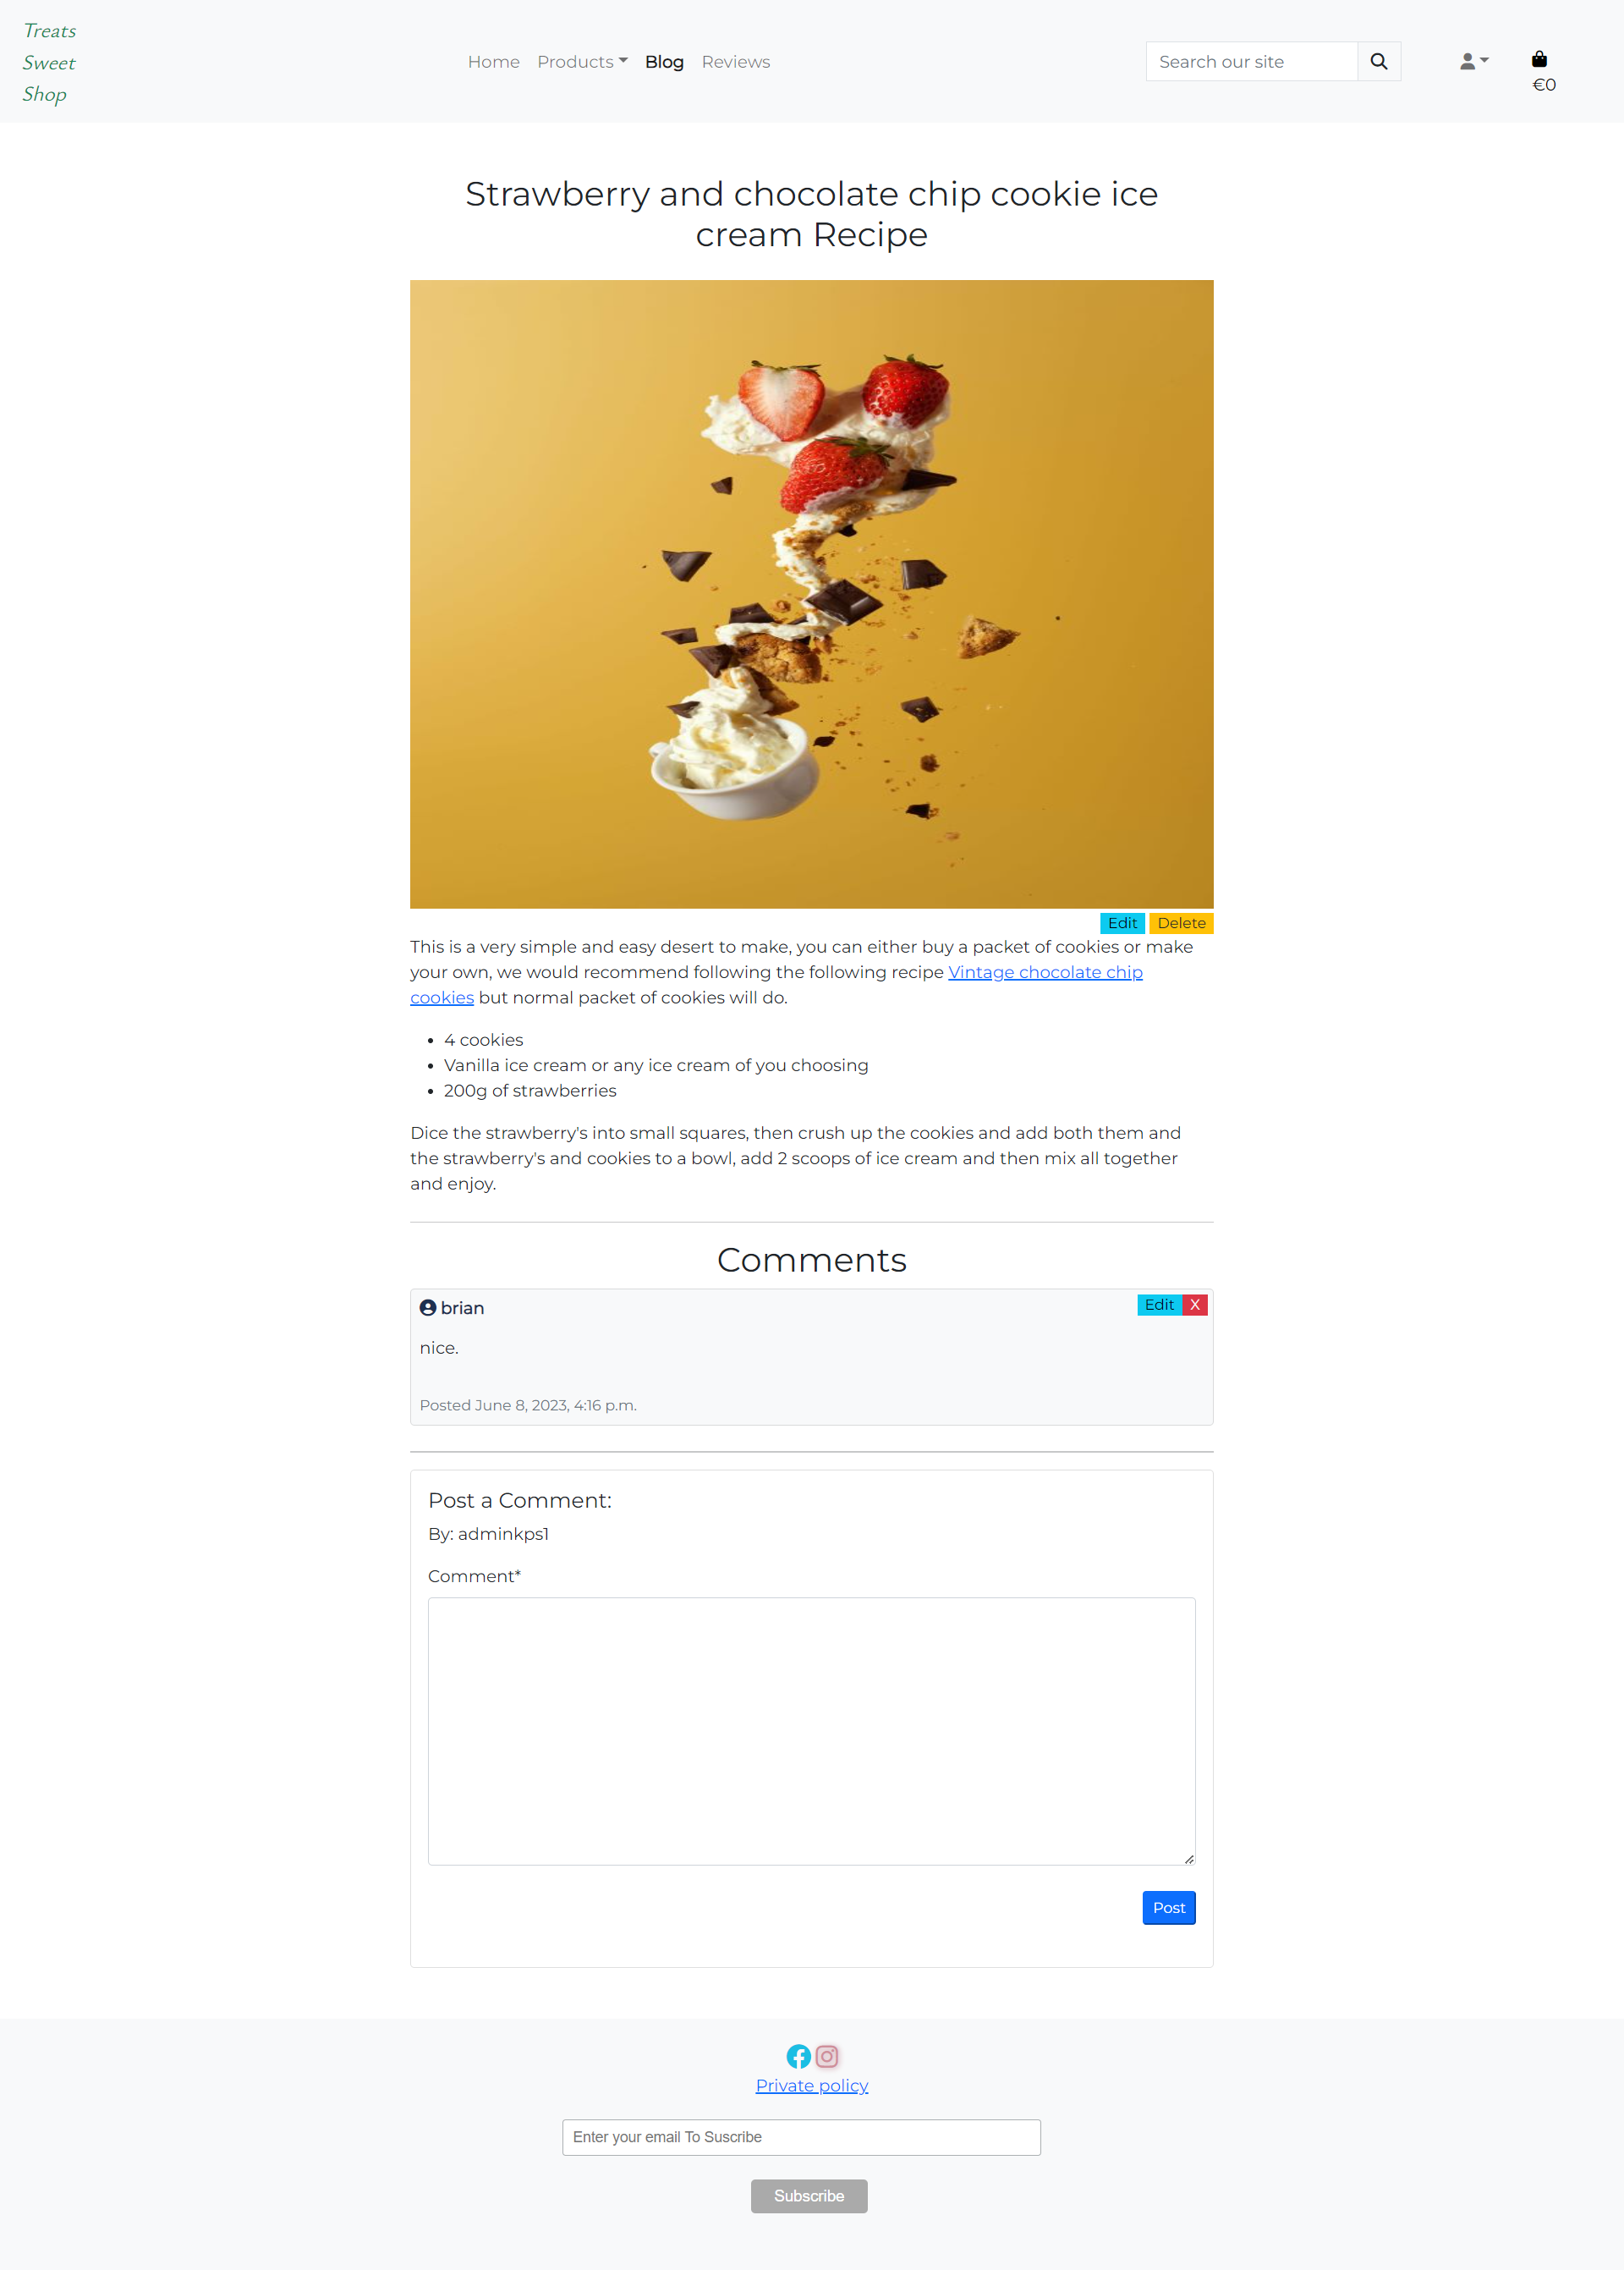 Treats
Sweet
Shop
Home Products Blog Reviews
Search our site
€0
Strawberry and chocolate chip cookie ice
cream Recipe
Edit Delete
This is a very simple and easy desert to make, you can either buy a packet of cookies or make
your own, we would recommend following the following recipe Vintage chocolate chip
cookies but normal packet of cookies will do.
• 4 cookies
• Vanilla ice cream or any ice cream of you choosing
• 200g of strawberries
Dice the strawberry's into small squares, then crush up the cookies and add both them and
the strawberry's and cookies to a bowl, add 2 scoops of ice cream and then mix all together
and enjoy.
Comments
brian
Edit X
nice.
Posted June 8, 2023, 4:16 p.m.
Post a Comment:
By: adminkps1
Comment*
Post
Private policy
Enter your email To Suscribe
Subscribe